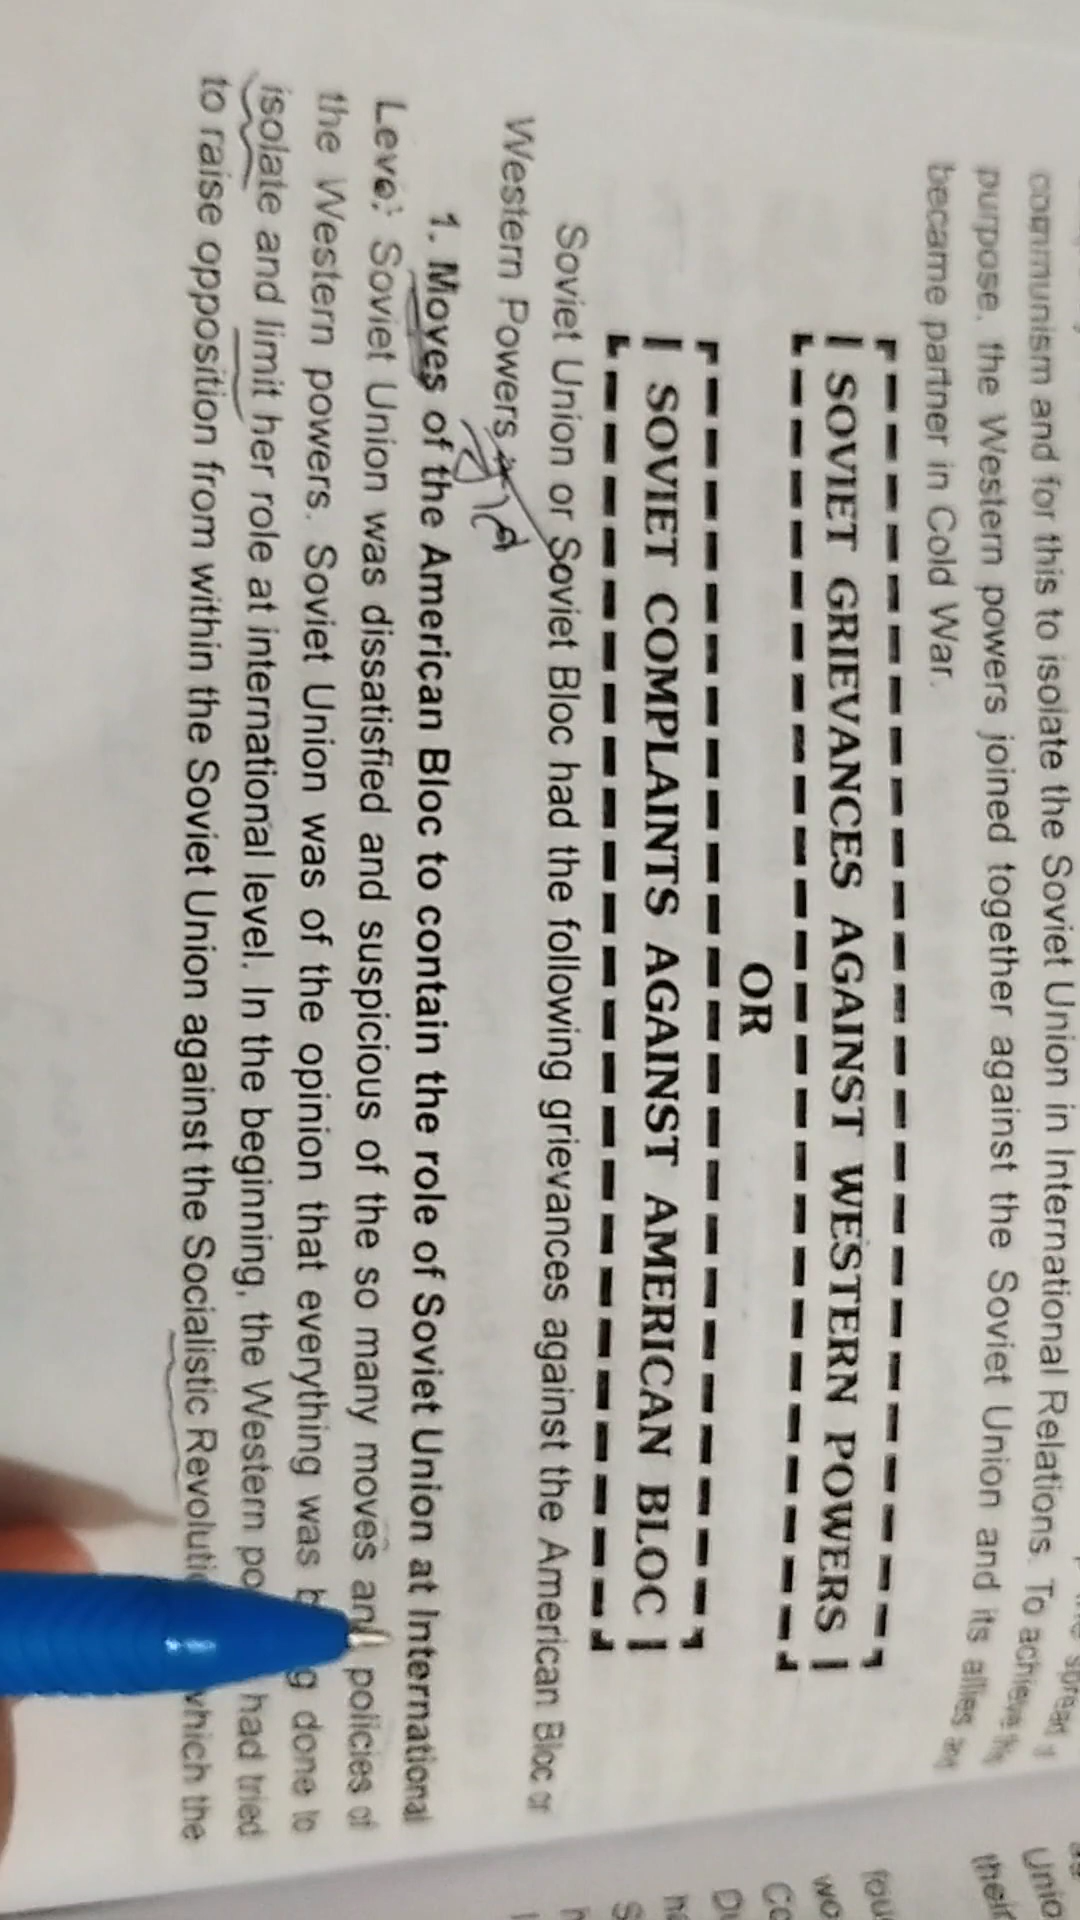 communism and for this to isolate the Soviet Union in International Relations. To achieve this
purpose, the Western powers joined together against the Soviet Union and its allies and
became partner in Cold War.
SOVIET GRIEVANCES AGAINST WESTERN POWERS
OR
SOVIET COMPLAINTS AGAINST AMERICAN BLOC
Soviet Union or Soviet Bloc had the following grievances against the American Bloc or
Western Powers
1. Moves of the American Bloc to contain the role of Soviet Union at International
Level: Soviet Union was dissatisfied and suspicious of the so many moves and policies of
the Western powers. Soviet Union was of the opinion that everything was b g done to
isolate and limit her role at international level. In the beginning, the Western po had tried
to raise opposition from within the Soviet Union against the Socialistic Revoluti which the